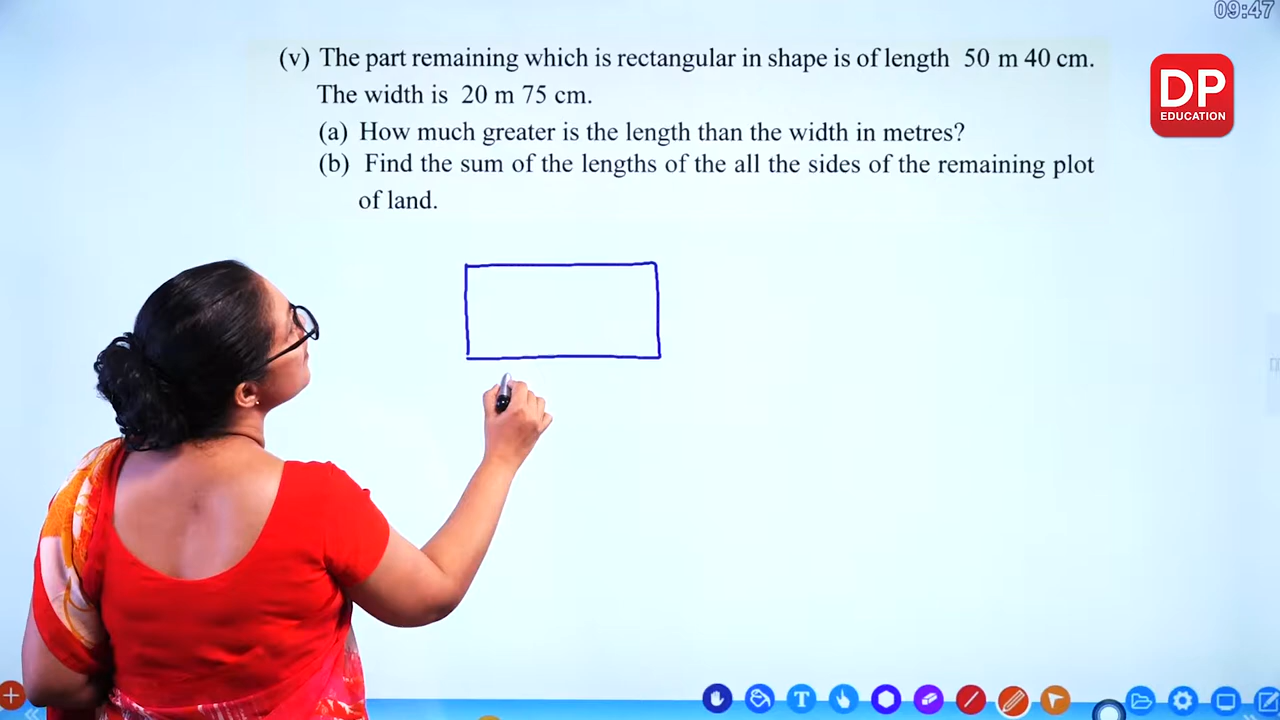 09:47
(v) The part remaining which is rectangular in shape is of length 50 m 40 cm.
The width is 20 m 75 cm.
(a) How much greater is the length than the width in metres?
(b) Find the sum of the lengths of the all the sides of the remaining plot
of land.
DP
EDUCATION
T